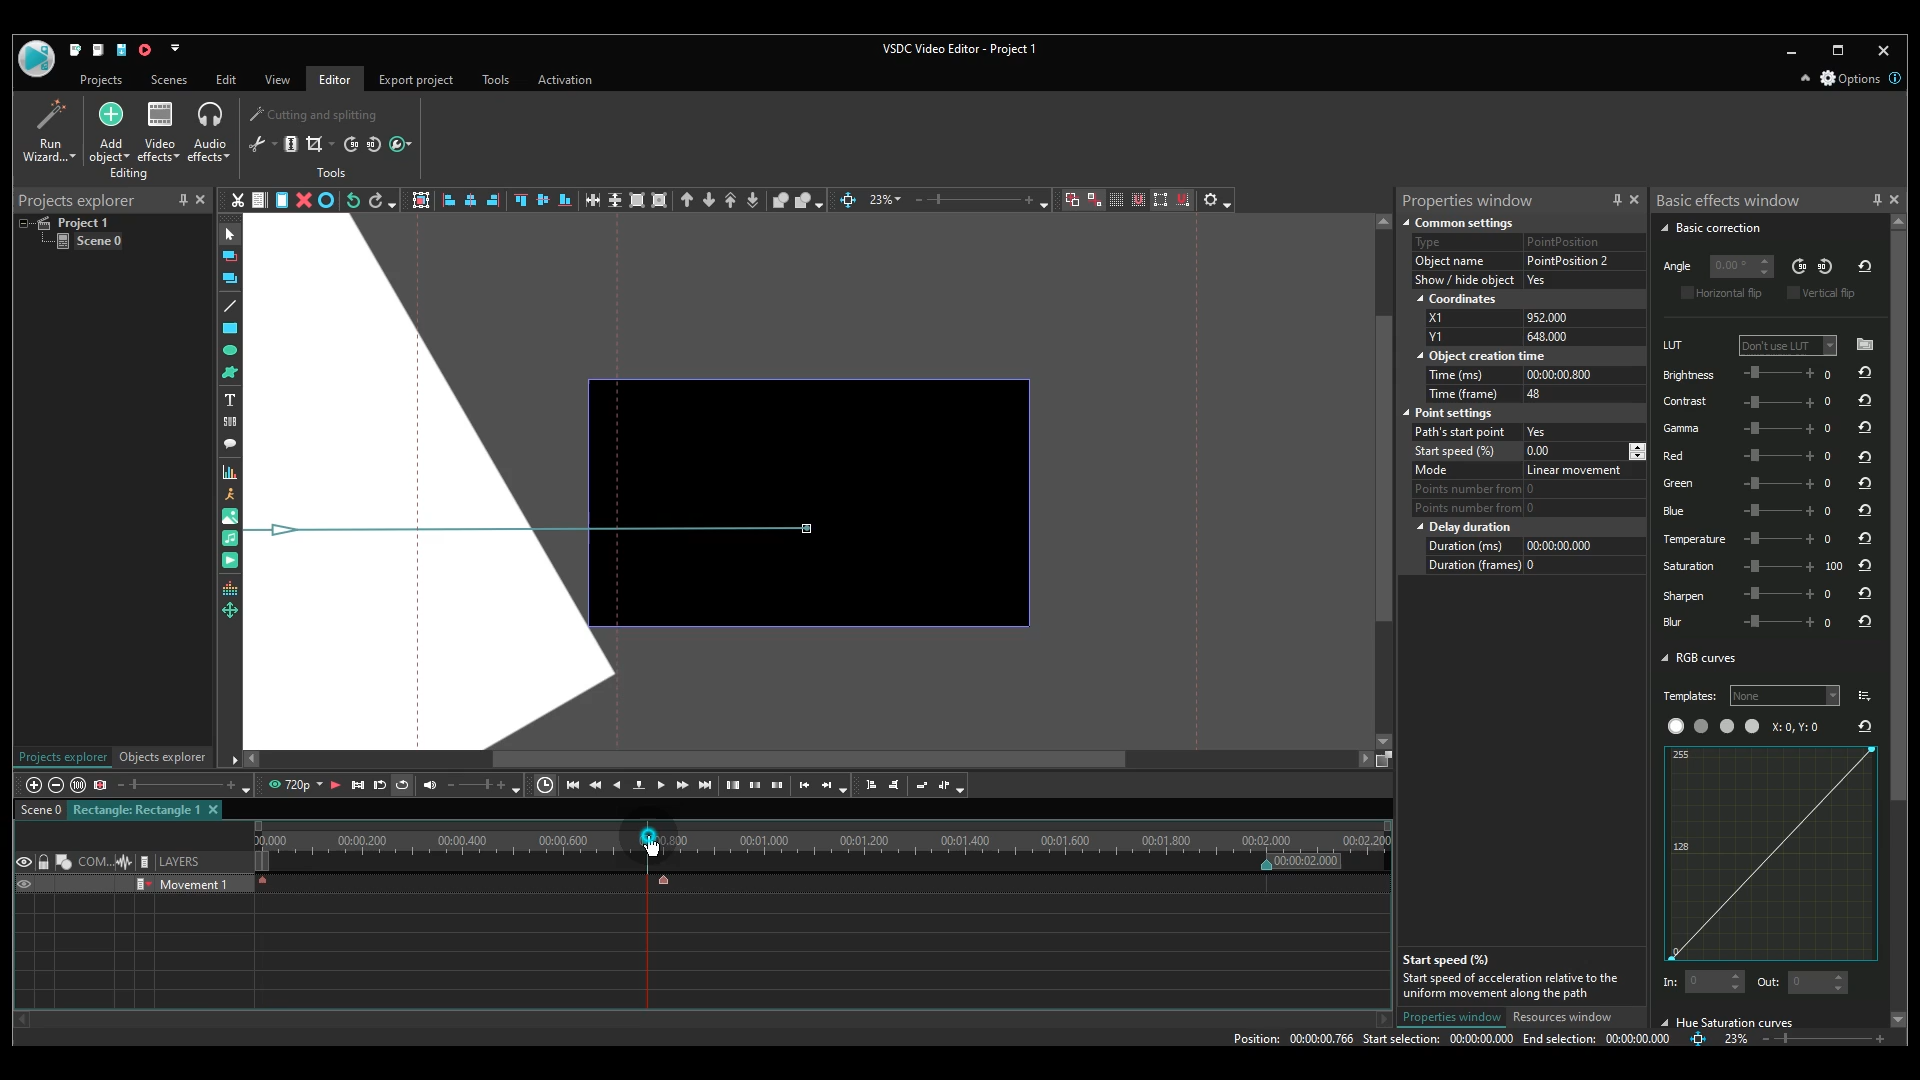 VSDC Video Editor - Project 1
Projects Scenes Edit View Editor Export project Tools Activation
Options
Cutting and splitting
Run Wizard...
Add object
Video effects
Audio effects
Editing
Tools
Projects explorer
23%
Properties window
Basic effects window
Project 1
Scene 0
Common settings
Type PointPosition
Object name PointPosition 2
Show / hide object Yes
Coordinates
X1 952.000
Y1 648.000
Object creation time
Time (ms) 00:00:00.800
Time (frame) 48
Point settings
Path's start point Yes
Start speed (%) 0.00
Mode Linear movement
Points number from 0
Points number from 0
Delay duration
Duration (ms) 00:00:00.000
Duration (frames) 0
Start speed (%)
Start speed of acceleration relative to the
uniform movement along the path
Properties window Resources window
Basic correction
Angle 0.00 °
Horizontal flip Vertical flip
LUT Don't use LUT
Brightness 0
Contrast 0
Gamma 0
Red 0
Green 0
Blue 0
Temperature 0
Saturation 100
Sharpen 0
Blur 0
RGB curves
Templates: None
X: 0, Y: 0
255
128
0
In: 0 Out: 0
Hue Saturation curves
Projects explorer Objects explorer
720p
Scene 0 Rectangle: Rectangle 1
00:00.200 00:00.400 00:00.600 00:01.000 00:01.200 00:01.400 00:01.600 00:01.800 00:02.000 00:02.200
COM... LAYERS
00:00:02.000
Movement 1
Position: 00:00:00.766 Start selection: 00:00:00.000 End selection: 00:00:00.000 23%